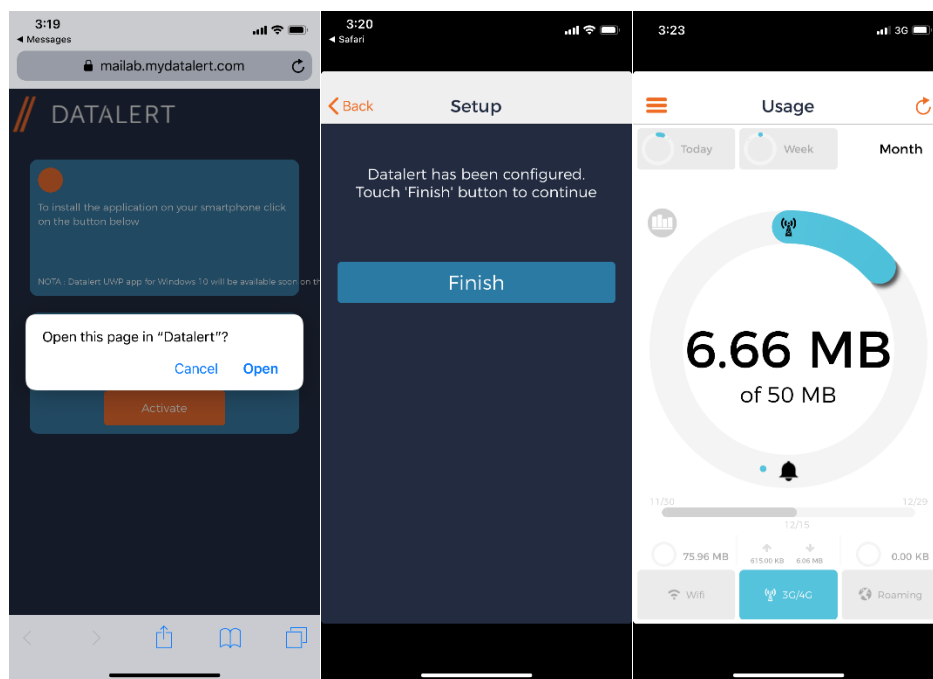 3:19
◀ Messages
mailab.mydatalert.com
DATALERT
To install the application on your smartphone click
on the button below
NOTA : Datalert UWP app for Windows 10 will be available soon on th
Open this page in “Datalert”?
Cancel Open
Activate
3:20
◀ Safari
Back Setup
Datalert has been configured.
Touch 'Finish' button to continue
Finish
3:23 3G
Usage
Today Week Month
6.66 MB
of 50 MB
11/30 12/29
12/15
75.96 MB 615.00 KB 6.06 MB 0.00 KB
Wifi 3G/4G Roaming